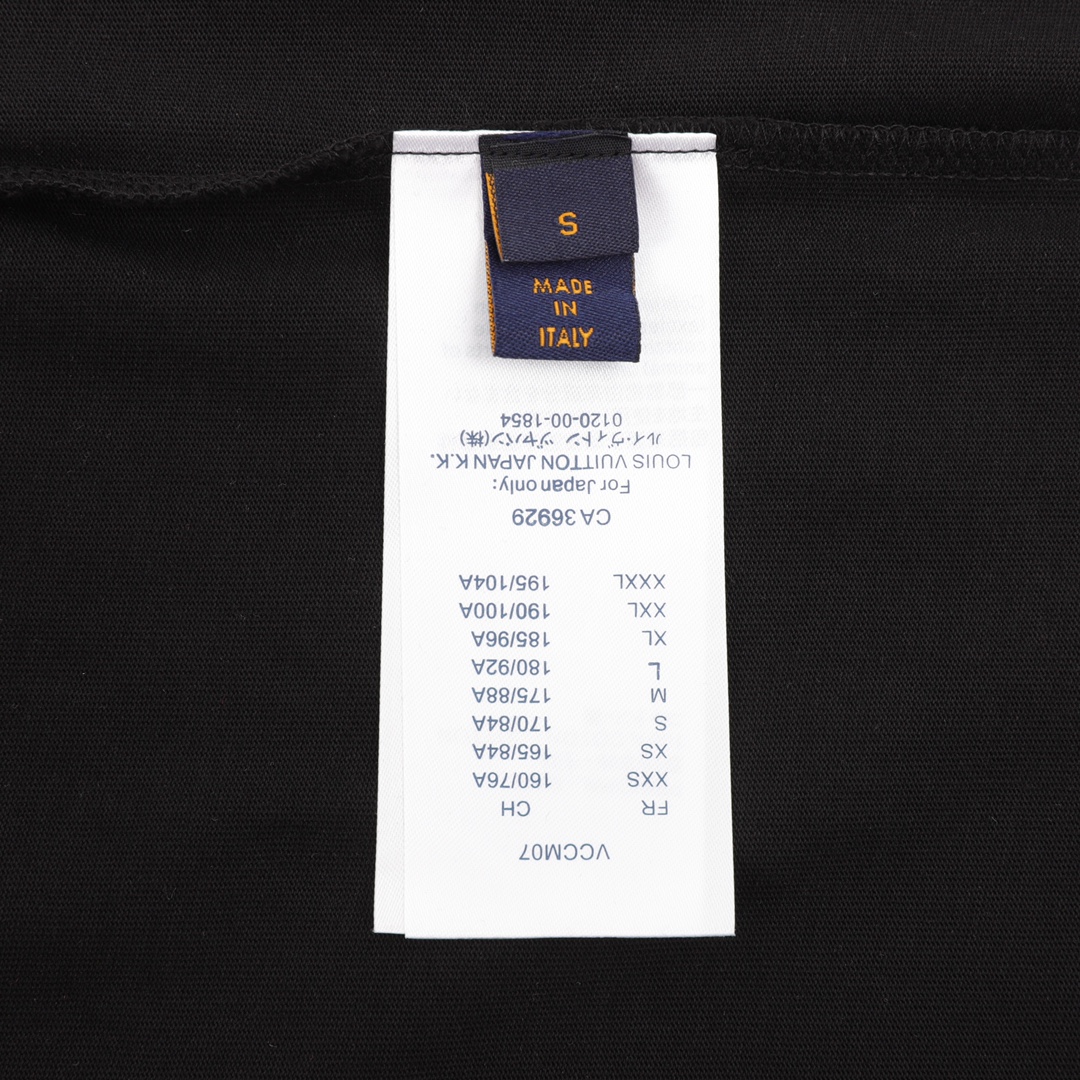 S
MADE
IN
ITALY
VCCM07
FR CH
XXS 160/76A
XS 165/84A
S 170/84A
M 175/88A
L 180/92A
XL 185/96A
XXL 190/100A
XXXL 195/104A
CA 36929
For Japan only:
LOUIS VUITTON JAPAN K.K.
ルイ・ヴィトン ジャパン(株)
0120-00-1854